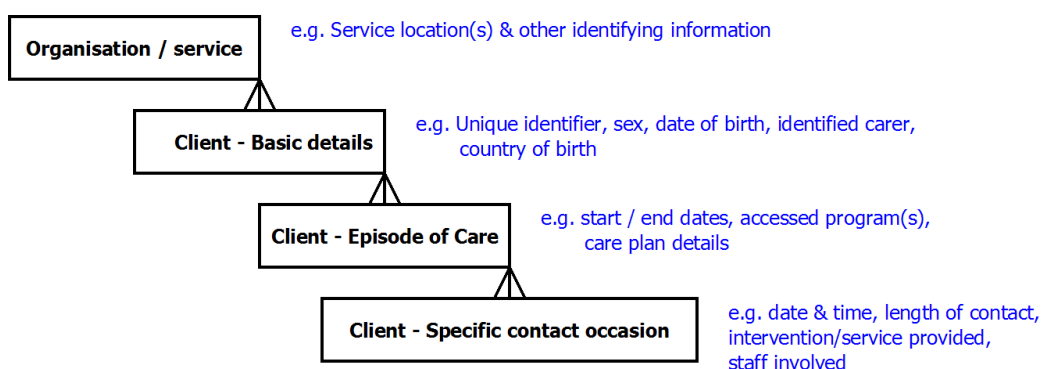 Organisation / service
e.g. Service location(s) & other identifying information
Client - Basic details
e.g. Unique identifier, sex, date of birth, identified carer,
country of birth
Client - Episode of Care
e.g. start / end dates, accessed program(s),
care plan details
Client - Specific contact occasion
e.g. date & time, length of contact,
intervention/service provided,
staff involved